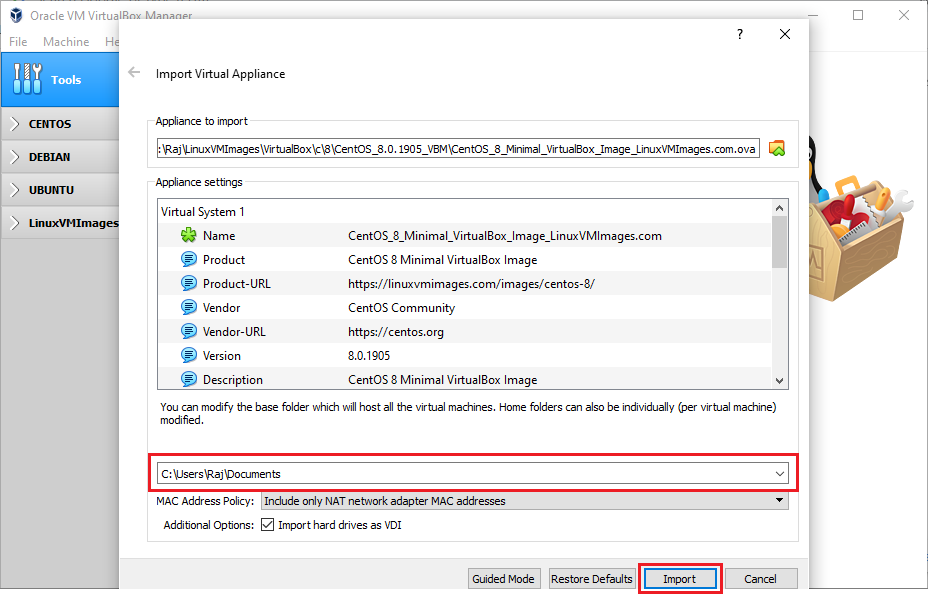 Oracle VM VirtualBox Manager
File Machine He
?
Import Virtual Appliance
Tools
CENTOS
DEBIAN
UBUNTU
LinuxVMImages
Appliance to import
:\Raj\LinuxVMImages\VirtualBox\c\8\CentOS_8.0.1905_VBM\CentOS_8_Minimal_VirtualBox_Image_LinuxVMImages.com.ova
Appliance settings
Virtual System 1
Name CentOS_8_Minimal_VirtualBox_Image_LinuxVMImages.com
Product CentOS 8 Minimal VirtualBox Image
Product-URL https://linuxvmimages.com/images/centos-8/
Vendor CentOS Community
Vendor-URL https://centos.org
Version 8.0.1905
Description CentOS 8 Minimal VirtualBox Image
You can modify the base folder which will host all the virtual machines. Home folders can also be individually (per virtual machine)
modified.
C:\Users\Raj\Documents
MAC Address Policy: Include only NAT network adapter MAC addresses
Additional Options: Import hard drives as VDI
Guided Mode Restore Defaults Import Cancel